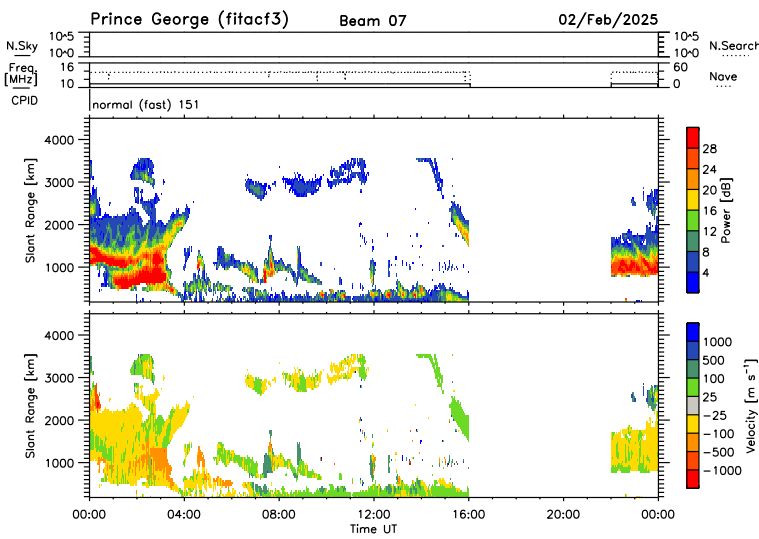 Prince George (fitacf3) Beam 07 02/Feb/2025
10^5 10^5
N.Sky N.Search
10^0 10^0
16 60
Freq
[MHz] Nave
10 0
CPID normal (fast) 151
4000
3000
2000
1000
Slant Range [km]
28
24
20
16
12
8
4
Power [dB]
4000
3000
2000
1000
Slant Range [km]
1000
500
100
25
-25
-100
-500
-1000
Velocity [m s⁻¹]
00:00 04:00 08:00 12:00 16:00 20:00 00:00
Time UT